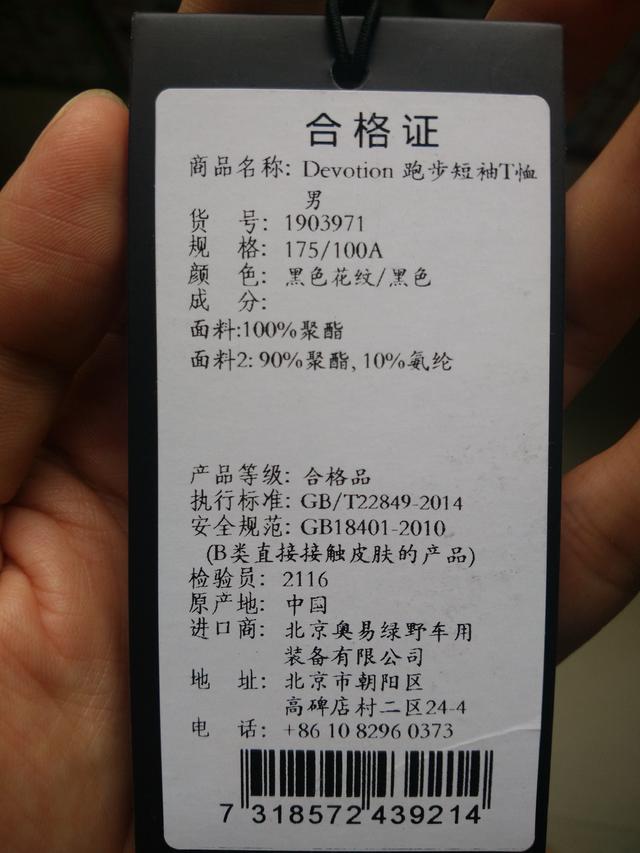 合格证
商品名称: Devotion 跑步短袖T恤
男
货 号: 1903971
规 格: 175/100A
颜 色: 黑色花纹/黑色
成 分:
面料:100%聚酯
面料2: 90%聚酯, 10%氨纶
产品等级: 合格品
执行标准: GB/T22849-2014
安全规范: GB18401-2010
(B类直接接触皮肤的产品)
检验员: 2116
原产地: 中国
进口商: 北京奥易绿野车用
装备有限公司
地 址: 北京市朝阳区
高碑店村二区24-4
电 话: +86 10 8296 0373
7 318572 439214